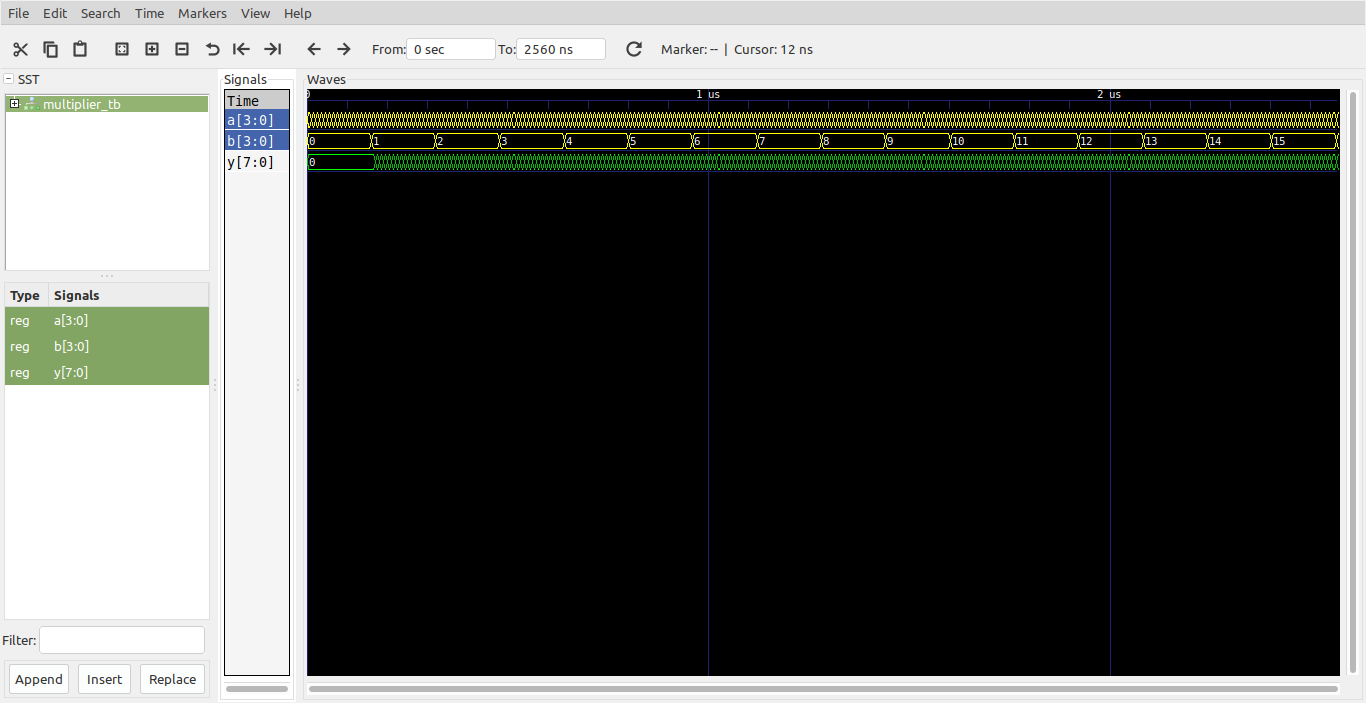 File Edit Search Time Markers View Help
From: 0 sec To: 2560 ns Marker: -- | Cursor: 12 ns
SST
multiplier_tb
Type Signals
reg a[3:0]
reg b[3:0]
reg y[7:0]
Filter:
Append Insert Replace
Signals
Time
a[3:0]
b[3:0]
y[7:0]
Waves
0 1 us 2 us
0 1 2 3 4 5 6 7 8 9 10 11 12 13 14 15
0